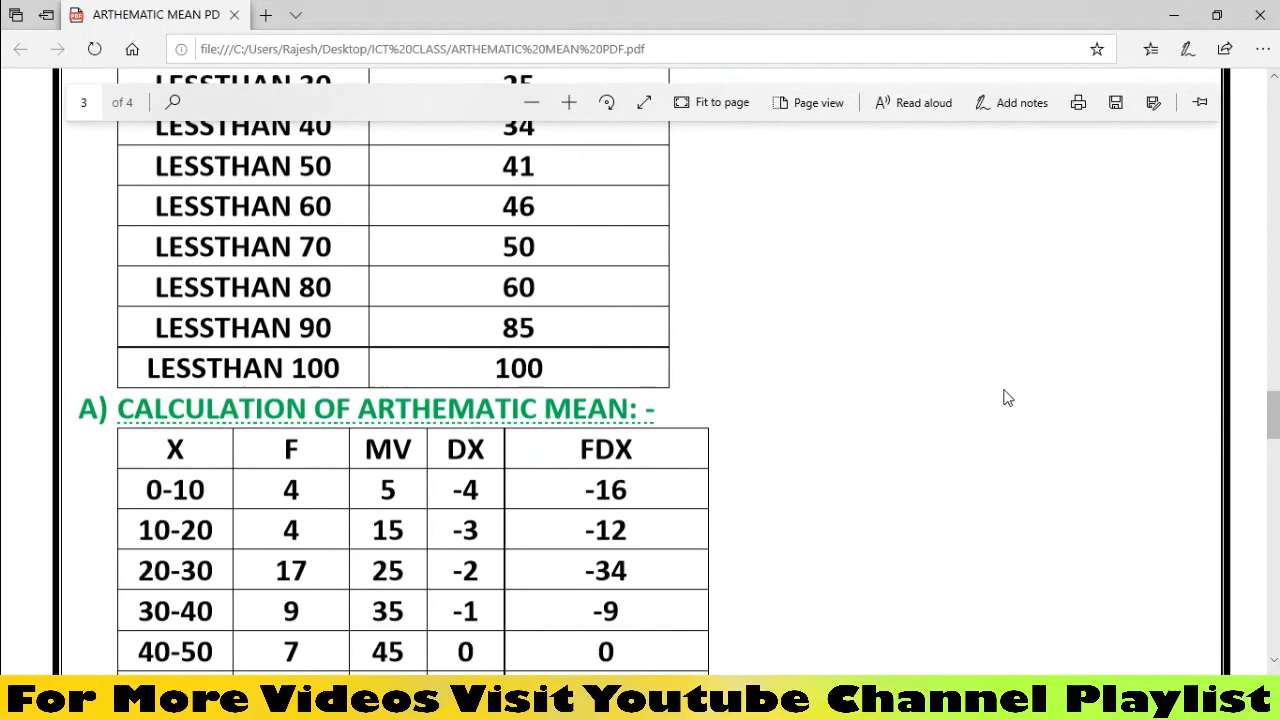 ARTHEMATIC MEAN PD
file:///C:/Users/Rajesh/Desktop/ICT%20CLASS/ARTHEMATIC%20MEAN%20PDF.pdf
3 of 4 Fit to page Page view Read aloud Add notes
LESSTHAN 40 34
LESSTHAN 50 41
LESSTHAN 60 46
LESSTHAN 70 50
LESSTHAN 80 60
LESSTHAN 90 85
LESSTHAN 100 100
A) CALCULATION OF ARTHEMATIC MEAN: -
X F MV DX FDX
0-10 4 5 -4 -16
10-20 4 15 -3 -12
20-30 17 25 -2 -34
30-40 9 35 -1 -9
40-50 7 45 0 0
For More Videos Visit Youtube Channel Playlist